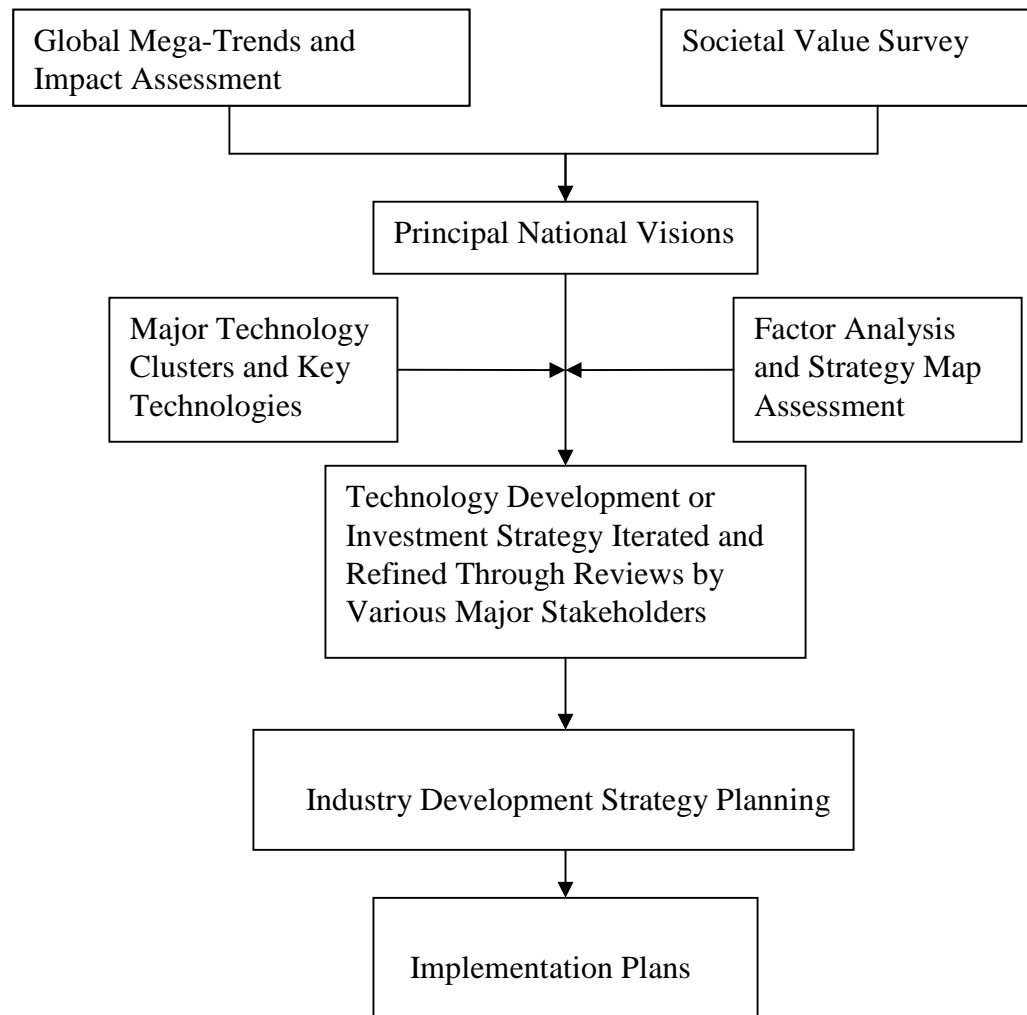 Global Mega-Trends and
Impact Assessment
Societal Value Survey
Principal National Visions
Major Technology
Clusters and Key
Technologies
Factor Analysis
and Strategy Map
Assessment
Technology Development or
Investment Strategy Iterated and
Refined Through Reviews by
Various Major Stakeholders
Industry Development Strategy Planning
Implementation Plans